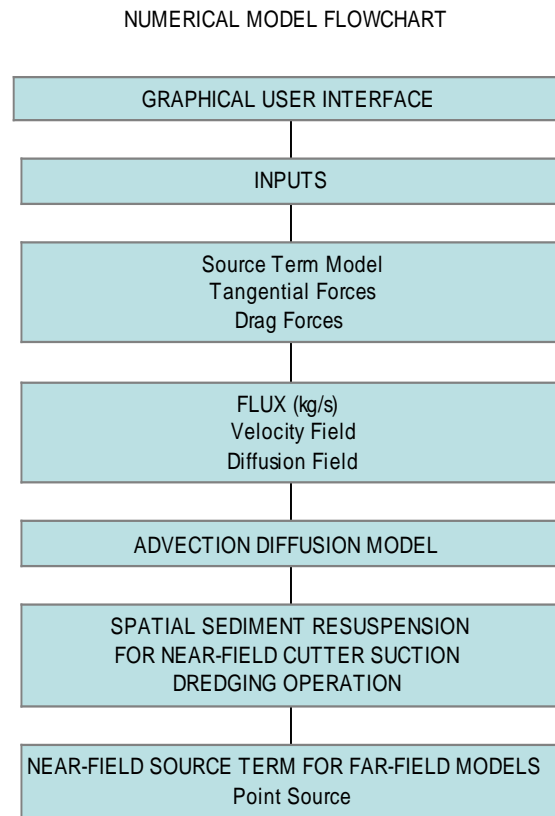 NUMERICAL MODEL FLOWCHART
GRAPHICAL USER INTERFACE
INPUTS
Source Term Model
Tangential Forces
Drag Forces
FLUX (kg/s)
Velocity Field
Diffusion Field
ADVECTION DIFFUSION MODEL
SPATIAL SEDIMENT RESUSPENSION
FOR NEAR-FIELD CUTTER SUCTION
DREDGING OPERATION
NEAR-FIELD SOURCE TERM FOR FAR-FIELD MODELS
Point Source